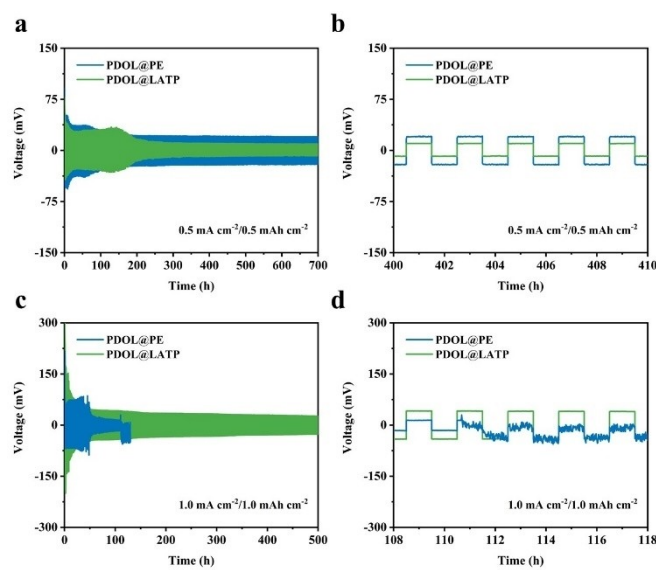 a
PDOL@PE
PDOL@LATP
150
75
0
-75
-150
Voltage (mV)
0.5 mA cm⁻²/0.5 mAh cm⁻²
0 100 200 300 400 500 600 700
Time (h)
b
PDOL@PE
PDOL@LATP
150
75
0
-75
-150
Voltage (mV)
0.5 mA cm⁻²/0.5 mAh cm⁻²
400 402 404 406 408 410
Time (h)
c
PDOL@PE
PDOL@LATP
300
150
0
-150
-300
Voltage (mV)
1.0 mA cm⁻²/1.0 mAh cm⁻²
0 100 200 300 400 500
Time (h)
d
PDOL@PE
PDOL@LATP
300
150
0
-150
-300
Voltage (mV)
1.0 mA cm⁻²/1.0 mAh cm⁻²
108 110 112 114 116 118
Time (h)